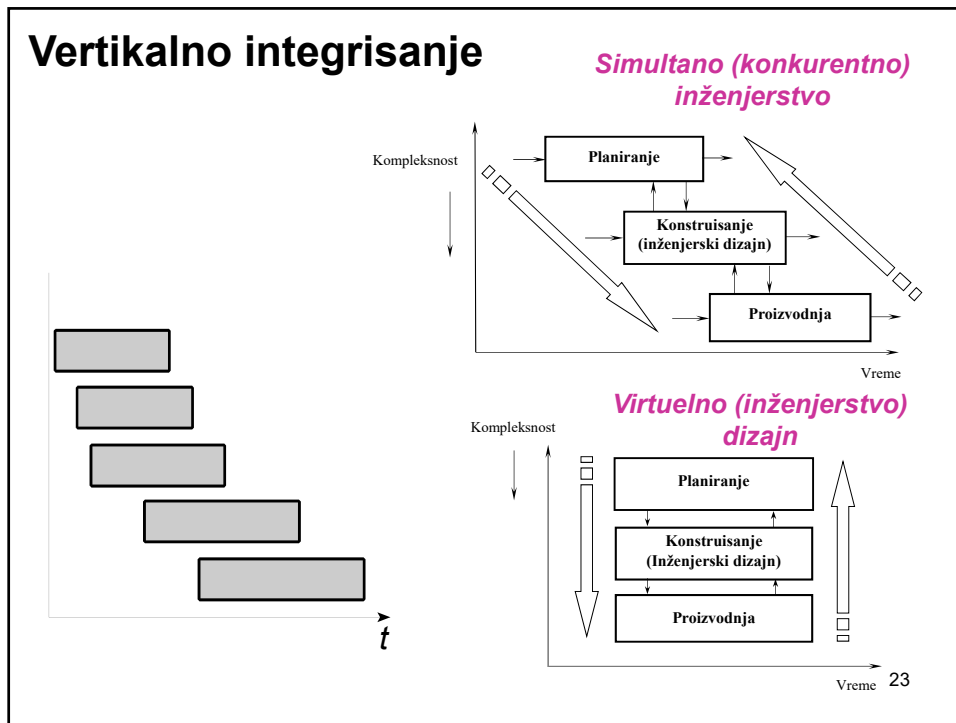 Vertikalno integrisanje
Simultano (konkurentno)
inženjerstvo
Kompleksnost
Planiranje
Konstruisanje
(inženjerski dizajn)
Proizvodnja
Vreme
t
Virtuelno (inženjerstvo)
dizajn
Kompleksnost
Planiranje
Konstruisanje
(Inženjerski dizajn)
Proizvodnja
Vreme
23